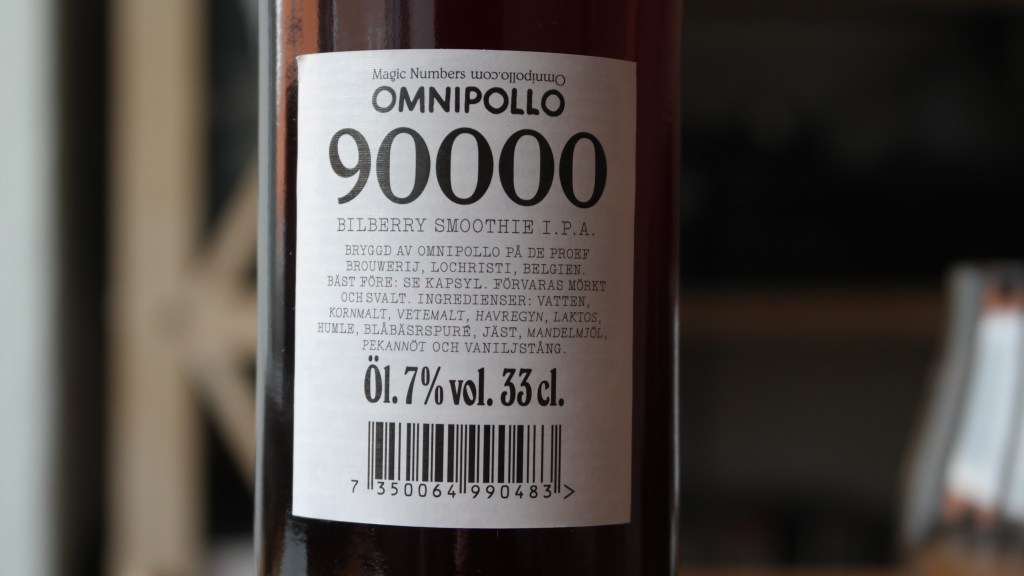 Magic Numbers Omnipollo.com
OMNIPOLLO
90000
BILBERRY SMOOTHIE I.P.A.
BRYGGD AV OMNIPOLLO PÅ DE PROEF
BROUWERIJ, LOCHRISTI, BELGIEN.
BÄST FÖRE: SE KAPSYL. FÖRVARAS MÖRKT
OCH SVALT. INGREDIENSER: VATTEN,
KORNMALT, VETEMALT, HAVREGYN, LAKTOS,
HUMLE, BLÅBÄSRSPURÉ, JÄST, MANDELMJÖL,
PEKANNÖT OCH VANILJSTÅNG.
Öl. 7% vol. 33 cl.
7 350064 990483 >